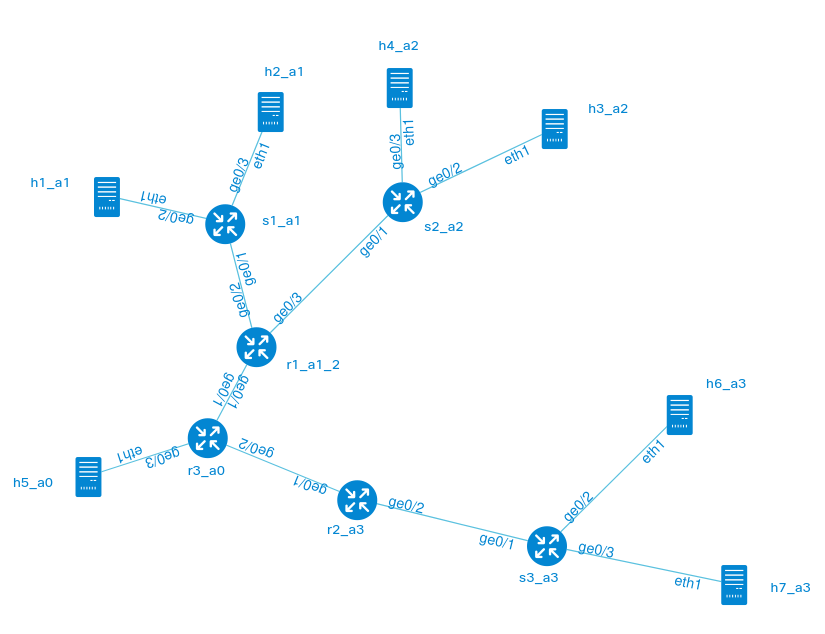 h4_a2
h2_a1
h3_a2
eth1
ge0/3
eth1
ge0/2
eth1
ge0/3
h1_a1
eth1
ge0/2
s1_a1
s2_a2
ge0/1
ge0/1
ge0/2
ge0/3
r1_a1_2
ge0/1
ge0/1
h6_a3
eth1
ge0/3
ge0/2
r3_a0
h5_a0
eth1
ge0/1
ge0/2
ge0/2
r2_a3
ge0/1
ge0/3
s3_a3
eth1
h7_a3